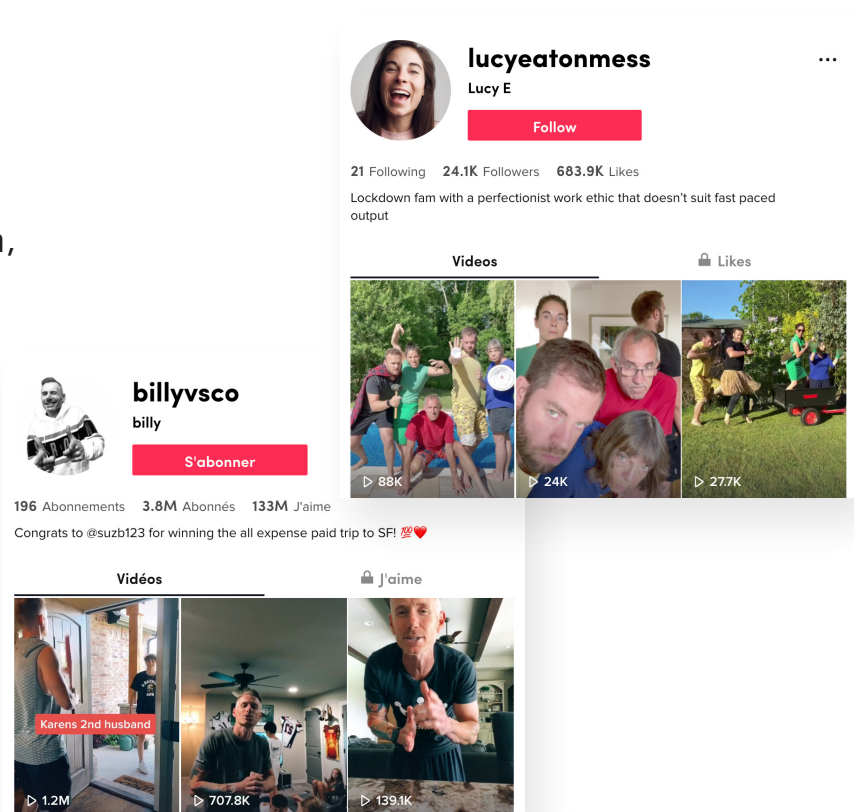 lucyeatonmess
Lucy E
Follow
21 Following 24.1K Followers 683.9K Likes
Lockdown fam with a perfectionist work ethic that doesn’t suit fast paced
output
Videos Likes
88K 24K 27.7K
,
billyvsco
billy
S'abonner
196 Abonnements 3.8M Abonnés 133M J'aime
Congrats to @suzb123 for winning the all expense paid trip to SF! 💯❤️
Vidéos J'aime
Karens 2nd husband
1.2M 707.8K 139.1K